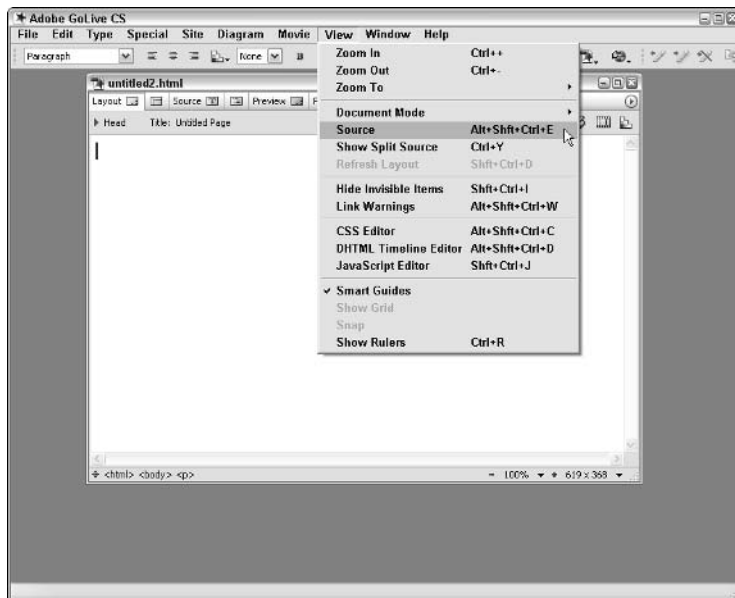 Adobe GoLive CS
File Edit Type Special Site Diagram Movie View Window Help
Paragraph None B
untitled2.html
Layout Source Preview
Head Title: Untitled Page
Zoom In Ctrl++
Zoom Out Ctrl+-
Zoom To
Document Mode
Source Alt+Shft+Ctrl+E
Show Split Source Ctrl+Y
Refresh Layout Shft+Ctrl+D
Hide Invisible Items Shft+Ctrl+I
Link Warnings Alt+Shft+Ctrl+W
CSS Editor Alt+Shft+Ctrl+C
DHTML Timeline Editor Alt+Shft+Ctrl+D
JavaScript Editor Shft+Ctrl+J
Smart Guides
Show Grid
Snap
Show Rulers Ctrl+R
<html> <body> <p> - 100% + 619 x 368